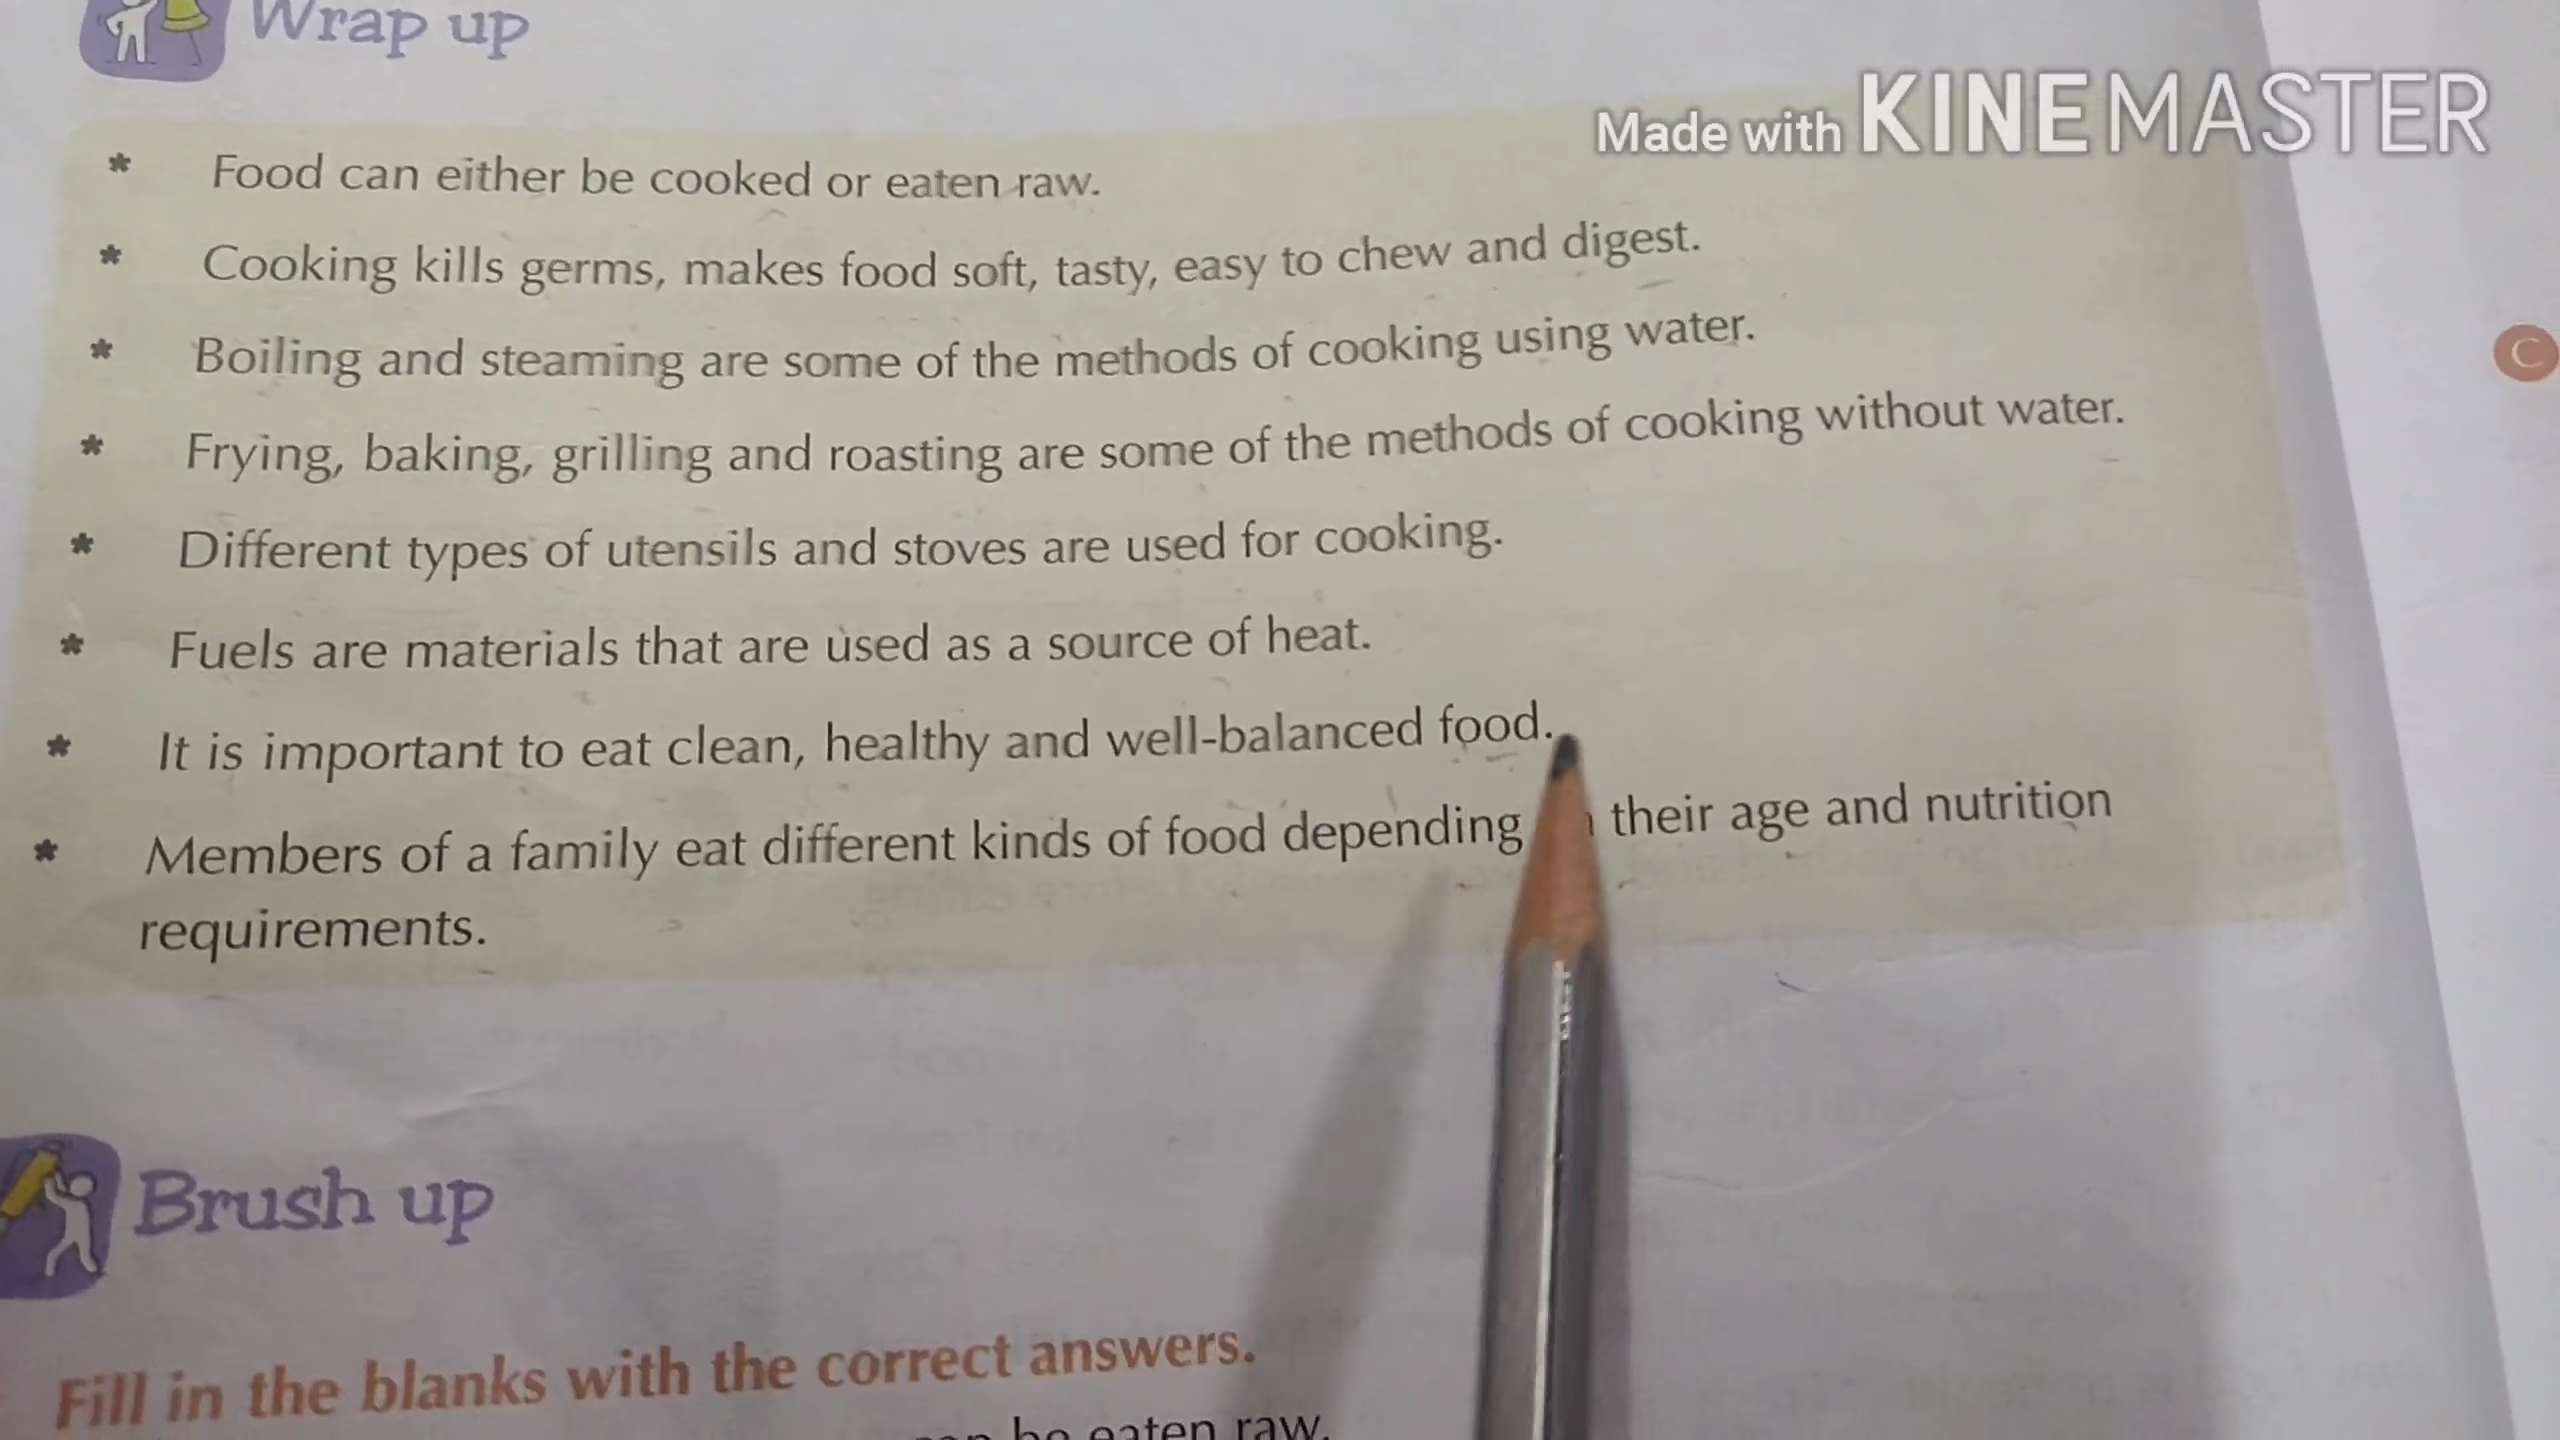 Wrap up
Made with KINEMASTER
* Food can either be cooked or eaten raw.
* Cooking kills germs, makes food soft, tasty, easy to chew and digest.
* Boiling and steaming are some of the methods of cooking using water.
* Frying, baking, grilling and roasting are some of the methods of cooking without water.
* Different types of utensils and stoves are used for cooking.
* Fuels are materials that are used as a source of heat.
* It is important to eat clean, healthy and well-balanced food.
* Members of a family eat different kinds of food depending their age and nutrition
requirements.
C
Brush up
Fill in the blanks with the correct answers.
be eaten raw.